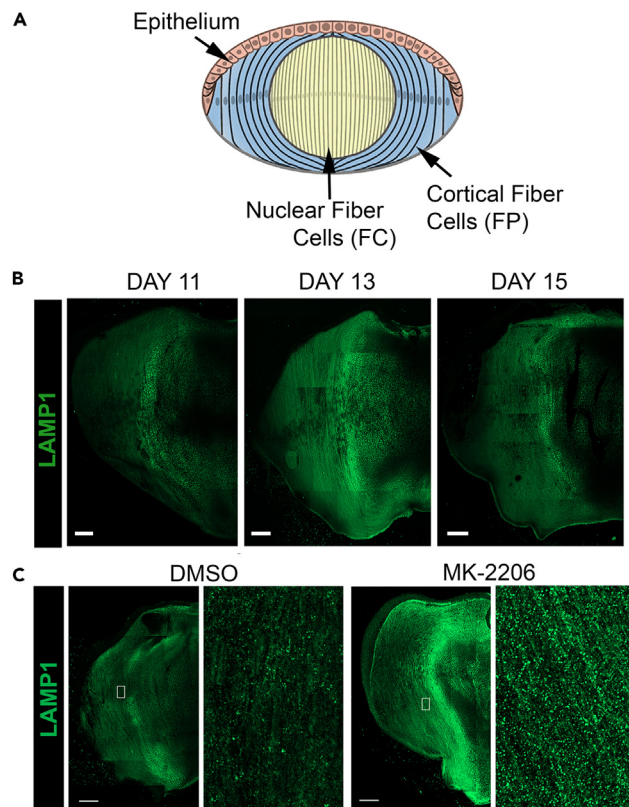 A
Epithelium
Nuclear Fiber
Cells (FC)
Cortical Fiber
Cells (FP)
B
DAY 11
DAY 13
DAY 15
LAMP1
C
DMSO
MK-2206
LAMP1